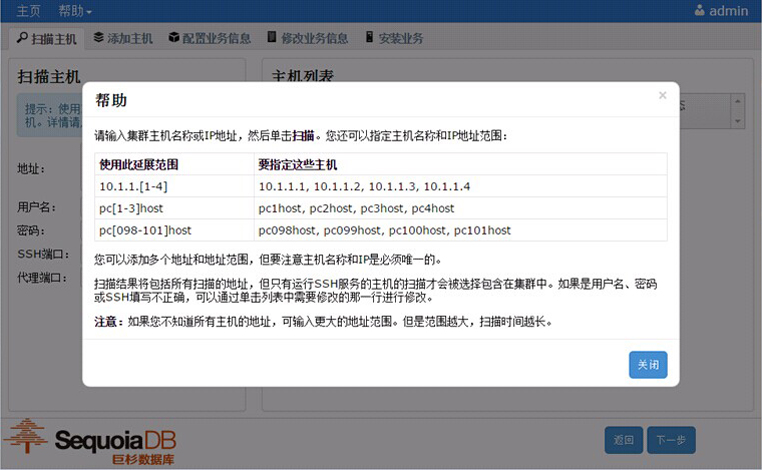 主页 帮助 admin
扫描主机 添加主机 配置业务信息 修改业务信息 安装业务
扫描主机 主机列表
帮助 ×
提示：使用
机。详情请
态
请输入集群主机名称或IP地址，然后单击扫描。您还可以指定主机名称和IP地址范围：
使用此延展范围 要指定这些主机
10.1.1.[1-4] 10.1.1.1, 10.1.1.2, 10.1.1.3, 10.1.1.4
pc[1-3]host pc1host, pc2host, pc3host, pc4host
pc[098-101]host pc098host, pc099host, pc100host, pc101host
地址：
用户名：
密码：
SSH端口：
代理端口：
您可以添加多个地址和地址范围，但要注意主机名称和IP是必须唯一的。
扫描结果将包括所有扫描的地址，但只有运行SSH服务的主机的扫描才会被选择包含在集群中。如果是用户名、密码
或SSH填写不正确，可以通过单击列表中需要修改的那一行进行修改。
注意：如果您不知道所有主机的地址，可输入更大的地址范围。但是范围越大，扫描时间越长。
关闭
SequoiaDB
巨杉数据库
返回 下一步